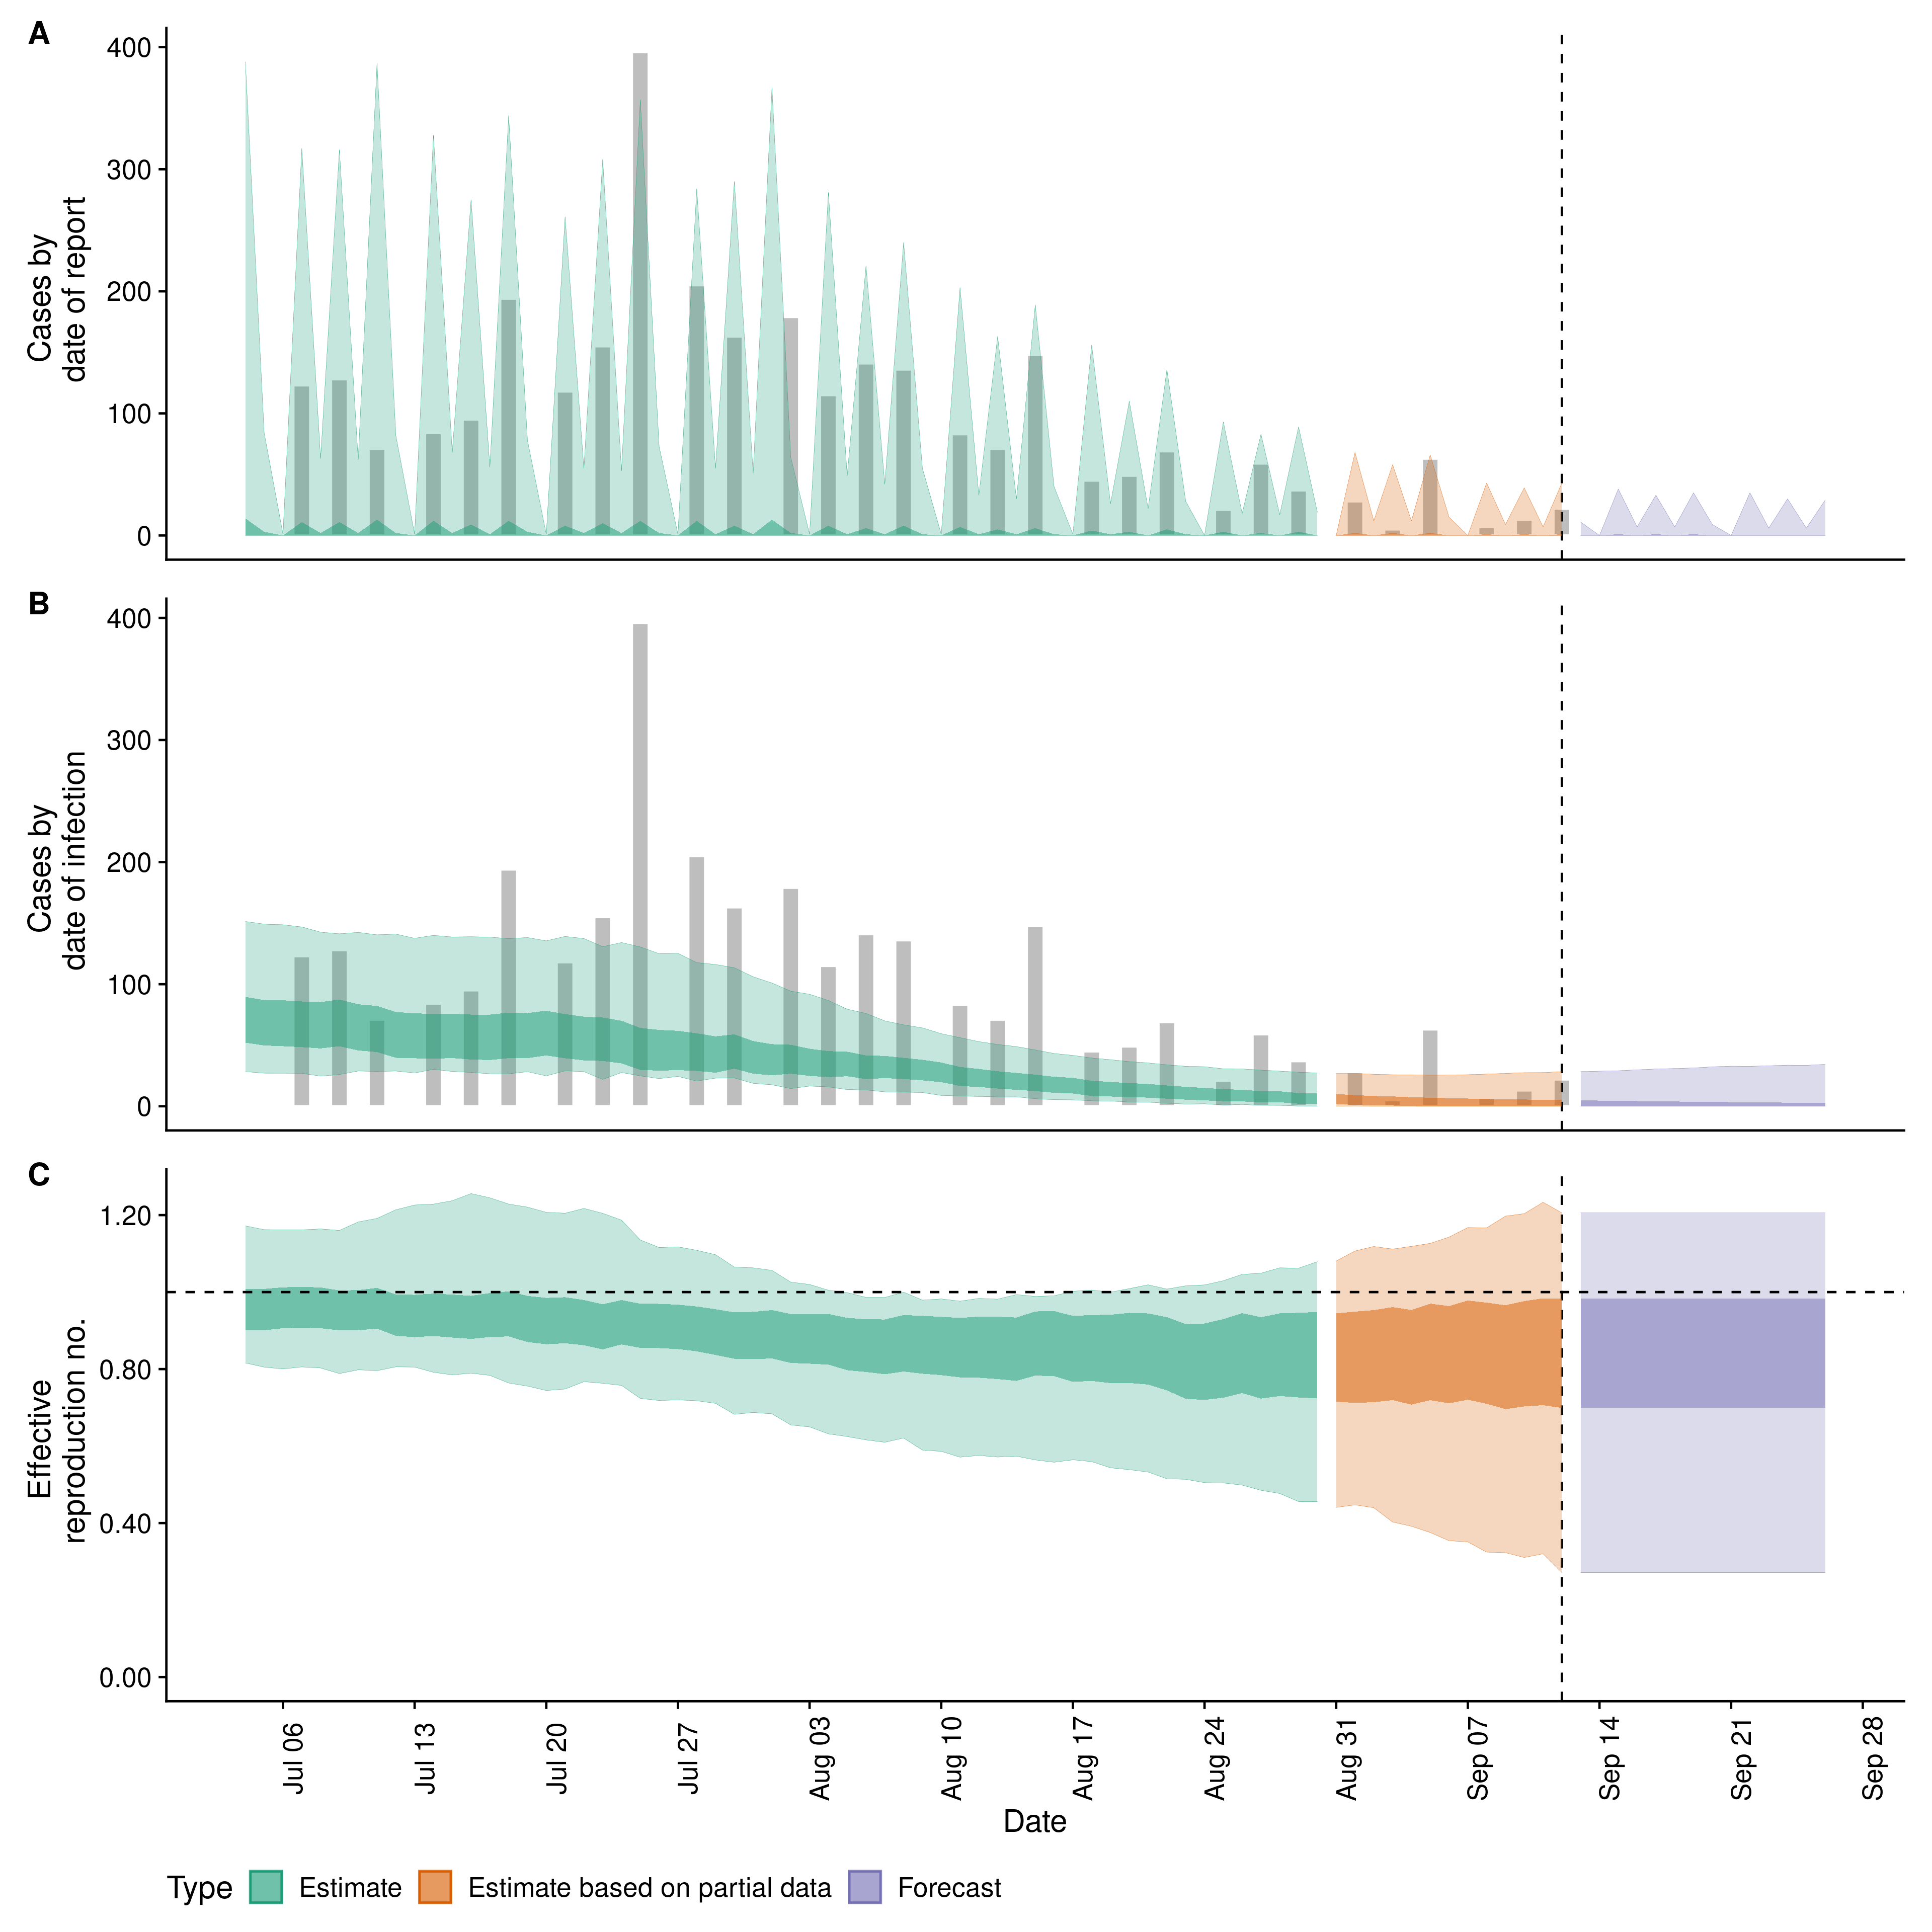 A
400
300
200
100
0
Cases by
date of report
B
400
300
200
100
0
Cases by
date of infection
C
1.20
0.80
0.40
0.00
Effective
reproduction no.
Jul 06
Jul 13
Jul 20
Jul 27
Aug 03
Aug 10
Aug 17
Aug 24
Aug 31
Sep 07
Sep 14
Sep 21
Sep 28
Date
Type Estimate Estimate based on partial data Forecast